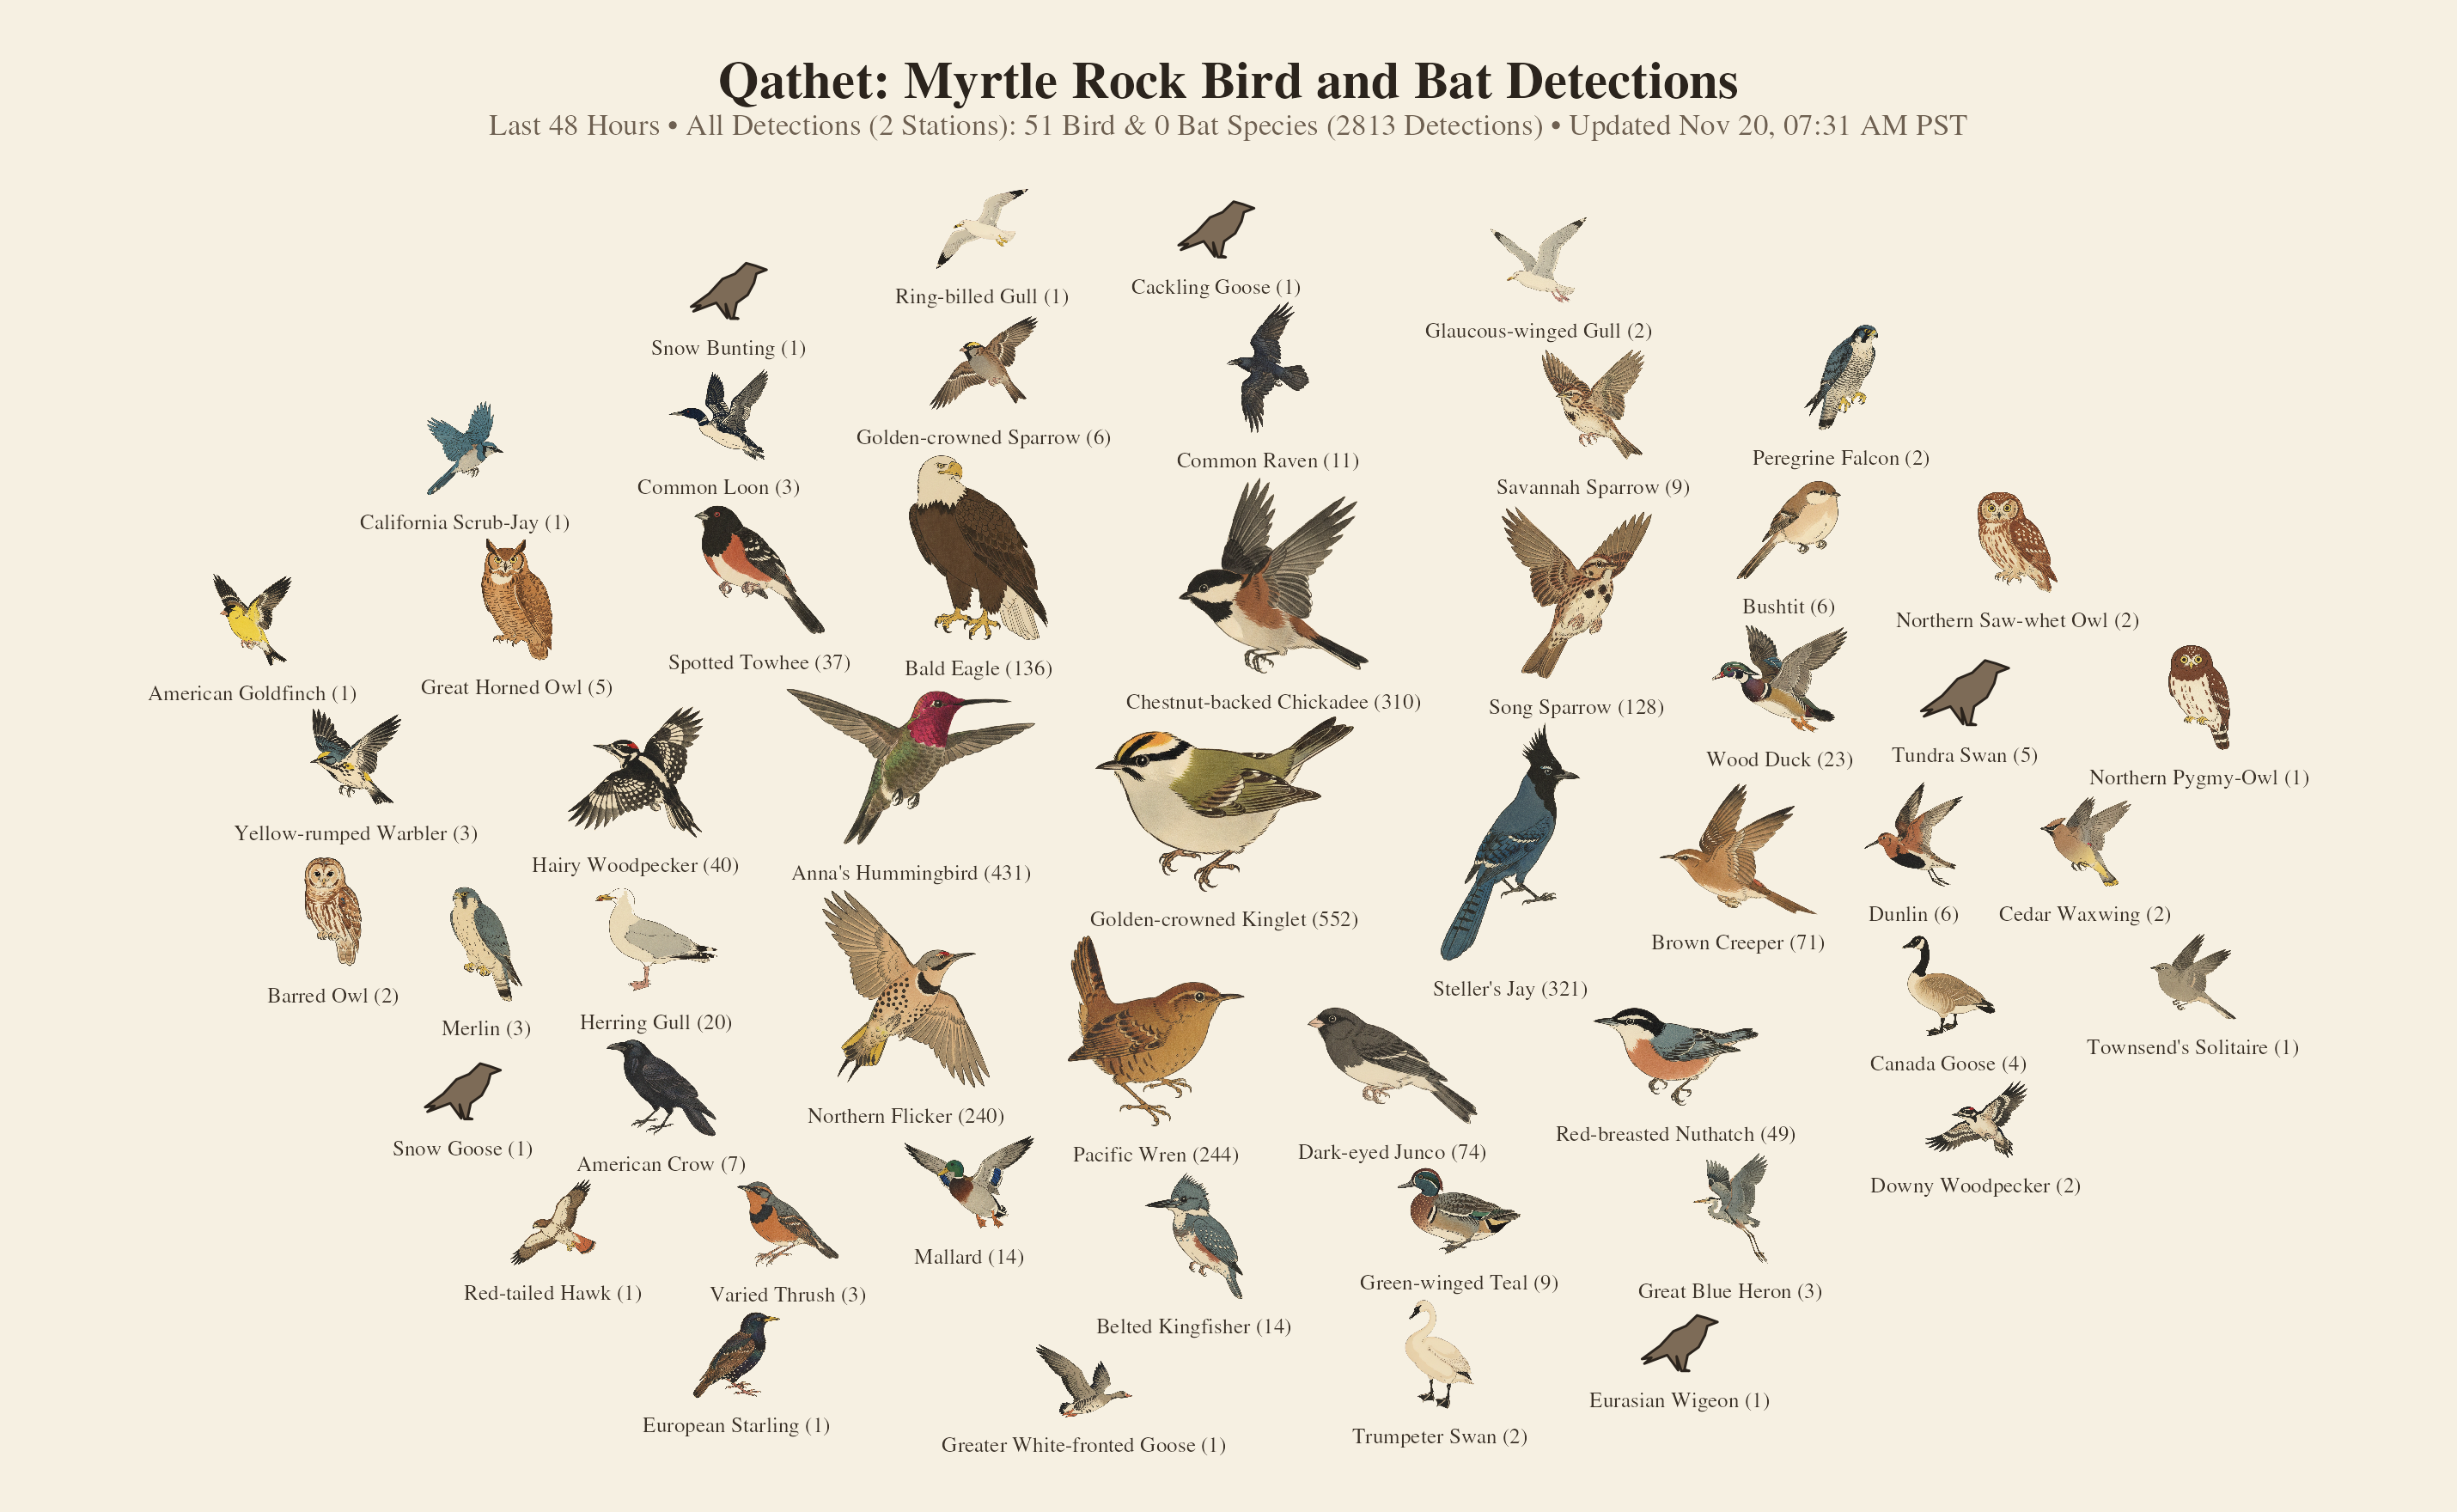 Qathet: Myrtle Rock Bird and Bat Detections
Last 48 Hours • All Detections (2 Stations): 51 Bird & 0 Bat Species (2813 Detections) • Updated Nov 20, 07:31 AM PST
Cackling Goose (1)
Ring-billed Gull (1)
Glaucous-winged Gull (2)
Snow Bunting (1)
Golden-crowned Sparrow (6)
Peregrine Falcon (2)
Common Raven (11)
Common Loon (3)
Savannah Sparrow (9)
California Scrub-Jay (1)
Bushtit (6)
Northern Saw-whet Owl (2)
Spotted Towhee (37)
Bald Eagle (136)
Great Horned Owl (5)
American Goldfinch (1)
Chestnut-backed Chickadee (310)
Song Sparrow (128)
Tundra Swan (5)
Wood Duck (23)
Northern Pygmy-Owl (1)
Yellow-rumped Warbler (3)
Hairy Woodpecker (40)
Anna's Hummingbird (431)
Dunlin (6)
Cedar Waxwing (2)
Golden-crowned Kinglet (552)
Brown Creeper (71)
Steller's Jay (321)
Barred Owl (2)
Herring Gull (20)
Merlin (3)
Townsend's Solitaire (1)
Canada Goose (4)
Northern Flicker (240)
Red-breasted Nuthatch (49)
Snow Goose (1)
Dark-eyed Junco (74)
Pacific Wren (244)
American Crow (7)
Downy Woodpecker (2)
Mallard (14)
Green-winged Teal (9)
Great Blue Heron (3)
Red-tailed Hawk (1)
Varied Thrush (3)
Belted Kingfisher (14)
Eurasian Wigeon (1)
European Starling (1)
Trumpeter Swan (2)
Greater White-fronted Goose (1)